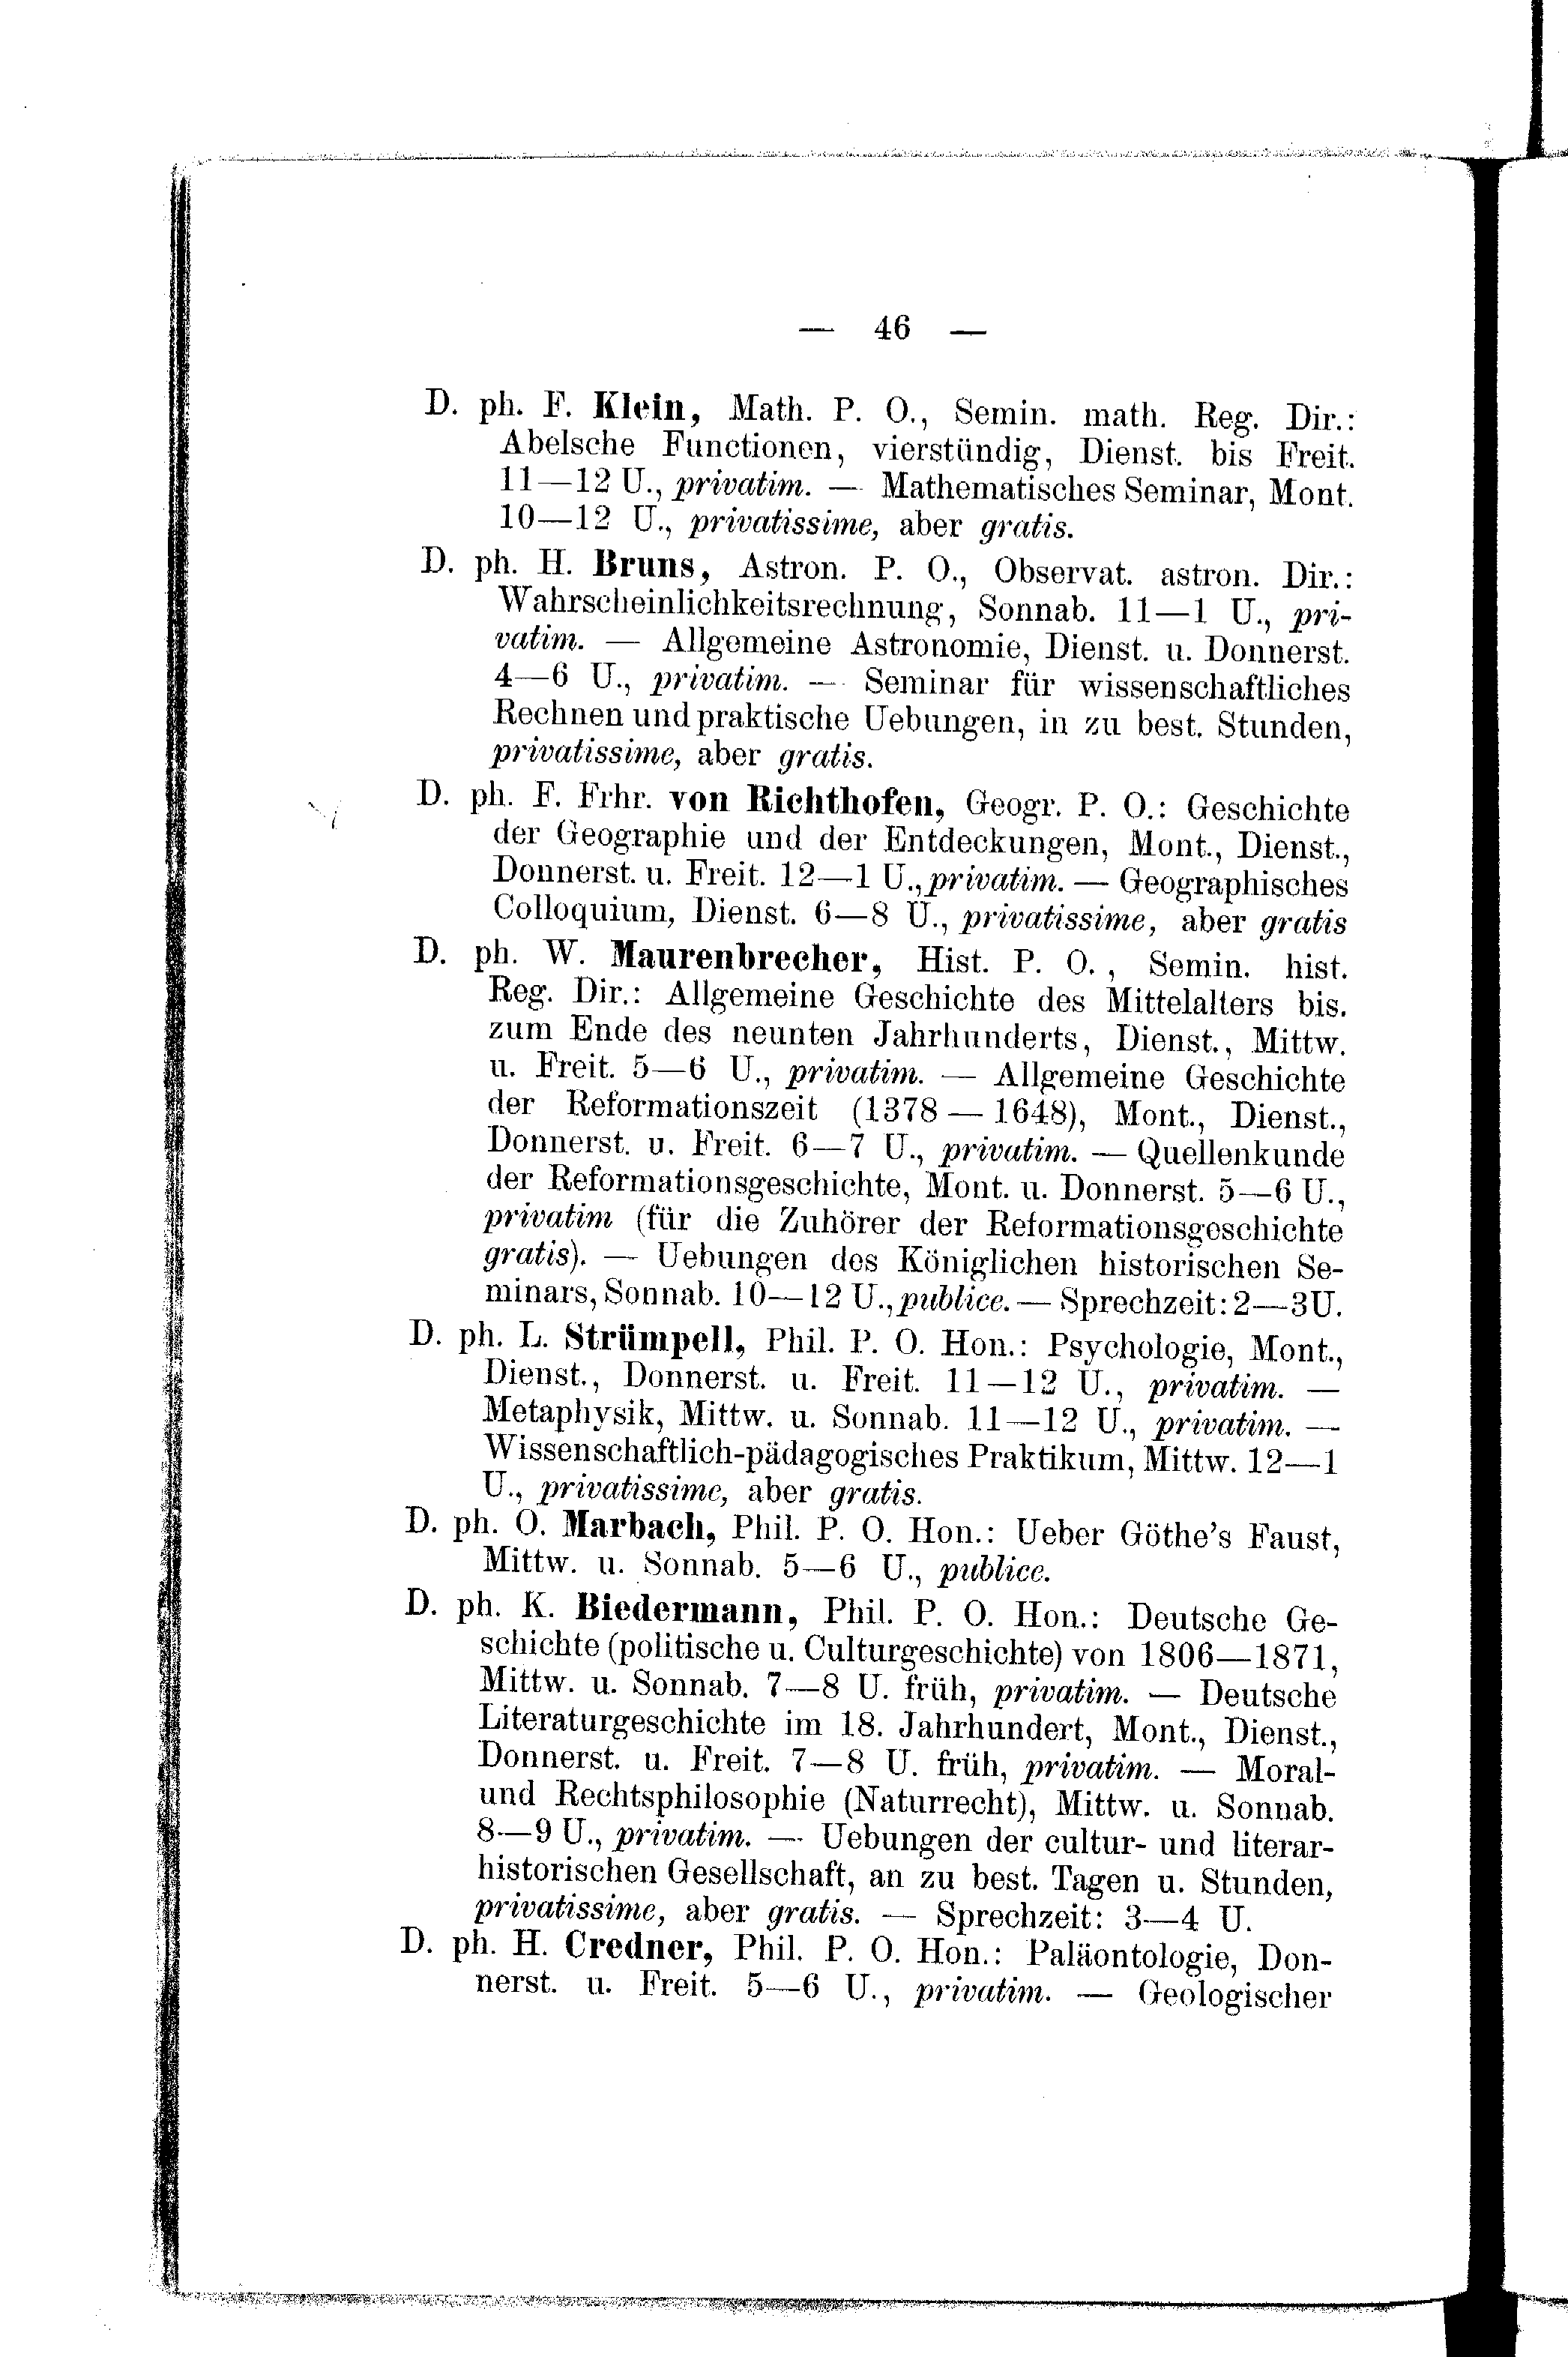 — 46 —
D. ph. F. Klein, Math. P. O., Semin. math. Reg. Dir.:
Abelsche Functionen, vierstündig, Dienst. bis Freit.
11—12 U., privatim. — Mathematisches Seminar, Mont.
10—12 U., privatissime, aber gratis.
D. ph. H. Bruns, Astron. P. O., Observat. astron. Dir.:
Wahrscheinlichkeitsrechnung, Sonnab. 11—1 U., pri-
vatim. — Allgemeine Astronomie, Dienst. u. Donnerst.
4—6 U., privatim. — Seminar für wissenschaftliches
Rechnen und praktische Uebungen, in zu best. Stunden,
privatissime, aber gratis.
D. ph. F. Frhr. von Richthofen, Geogr. P. O.: Geschichte
der Geographie und der Entdeckungen, Mont., Dienst.,
Donnerst. u. Freit. 12—1 U., privatim. — Geographisches
Colloquium, Dienst. 6—8 U., privatissime, aber gratis
D. ph. W. Maurenbrecher, Hist. P. O., Semin. hist.
Reg. Dir.: Allgemeine Geschichte des Mittelalters bis.
zum Ende des neunten Jahrhunderts, Dienst., Mittw.
u. Freit. 5—6 U., privatim. — Allgemeine Geschichte
der Reformationszeit (1378 — 1648), Mont., Dienst.,
Donnerst. u. Freit. 6—7 U., privatim. — Quellenkunde
der Reformationsgeschichte, Mont. u. Donnerst. 5—6 U.,
privatim (für die Zuhörer der Reformationsgeschichte
gratis). — Uebungen des Königlichen historischen Se-
minars, Sonnab. 10—12 U., publice. — Sprechzeit: 2—3U.
D. ph. L. Strümpell, Phil. P. O. Hon.: Psychologie, Mont.,
Dienst., Donnerst. u. Freit. 11—12 U., privatim. —
Metaphysik, Mittw. u. Sonnab. 11—12 U., privatim. —
Wissenschaftlich-pädagogisches Praktikum, Mittw. 12—1
U., privatissime, aber gratis.
D. ph. O. Marbach, Phil. P. O. Hon.: Ueber Göthe's Faust,
Mittw. u. Sonnab. 5—6 U., publice.
D. ph. K. Biedermann, Phil. P. O. Hon.: Deutsche Ge-
schichte (politische u. Culturgeschichte) von 1806—1871,
Mittw. u. Sonnab. 7—8 U. früh, privatim. — Deutsche
Literaturgeschichte im 18. Jahrhundert, Mont., Dienst.,
Donnerst. u. Freit. 7—8 U. früh, privatim. — Moral-
und Rechtsphilosophie (Naturrecht), Mittw. u. Sonnab.
8—9 U., privatim. — Uebungen der cultur- und literar-
historischen Gesellschaft, an zu best. Tagen u. Stunden,
privatissime, aber gratis. — Sprechzeit: 3—4 U.
D. ph. H. Credner, Phil. P. O. Hon.: Paläontologie, Don-
nerst. u. Freit. 5—6 U., privatim. — Geologischer